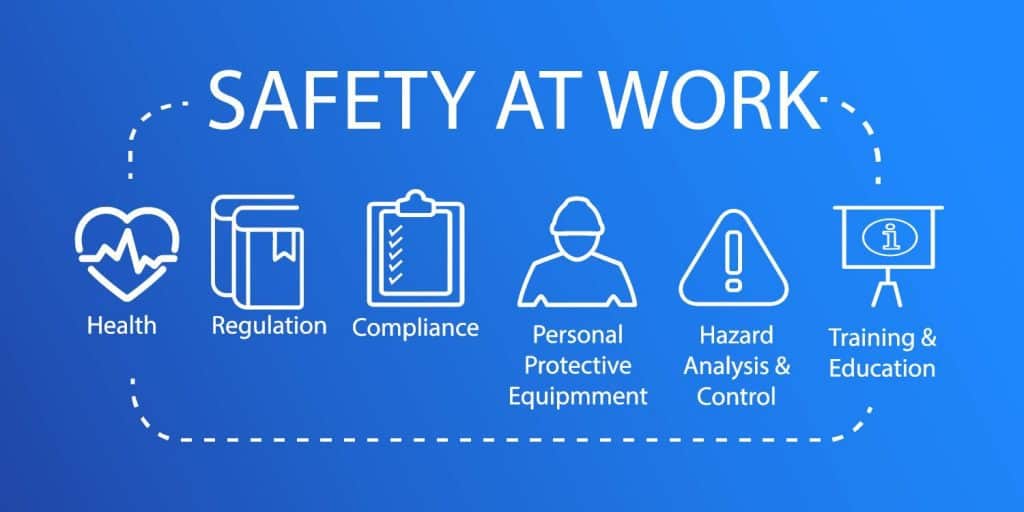 SAFETY AT WORK
Health
Regulation
Compliance
Personal
Protective
Equipmment
Hazard
Analysis &
Control
Training &
Education